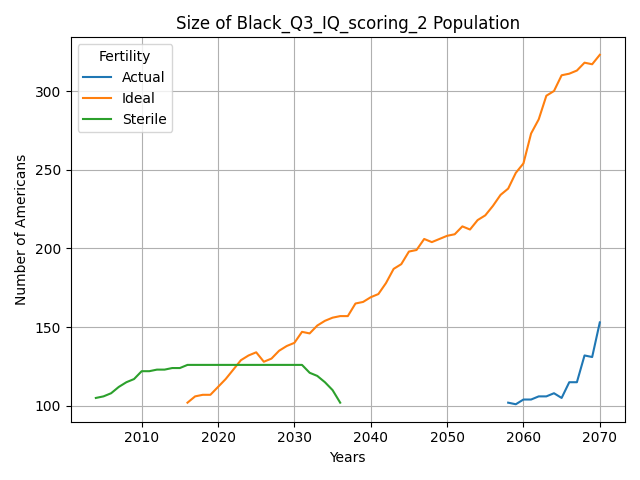 Size of Black_Q3_IQ_scoring_2 Population
Fertility
Actual
Ideal
Sterile
Number of Americans
300
250
200
150
100
2010 2020 2030 2040 2050 2060 2070
Years